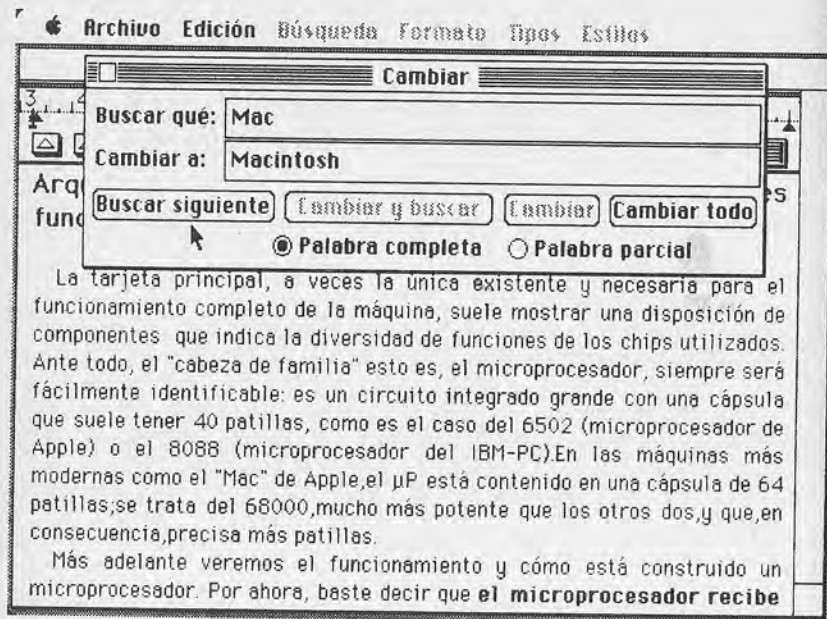 Archivo Edición Búsqueda Formato Tipos Estilos
Cambiar
Buscar qué: Mac
Cambiar a: Macintosh
Buscar siguiente Cambiar y buscar Cambiar Cambiar todo
Palabra completa Palabra parcial
3
Arq es
func
La tarjeta principal, a veces la única existente y necesaria para el
funcionamiento completo de la máquina, suele mostrar una disposición de
componentes que indica la diversidad de funciones de los chips utilizados.
Ante todo, el "cabeza de familia" esto es, el microprocesador, siempre será
fácilmente identificable: es un circuito integrado grande con una cápsula
que suele tener 40 patillas, como es el caso del 6502 (microprocesador de
Apple) o el 8088 (microprocesador del IBM-PC).En las máquinas más
modernas como el "Mac" de Apple,el µP está contenido en una cápsula de 64
patillas;se trata del 68000,mucho más potente que los otros dos,y que,en
consecuencia,precisa más patillas.
Más adelante veremos el funcionamiento y cómo está construido un
microprocesador. Por ahora, baste decir que el microprocesador recibe